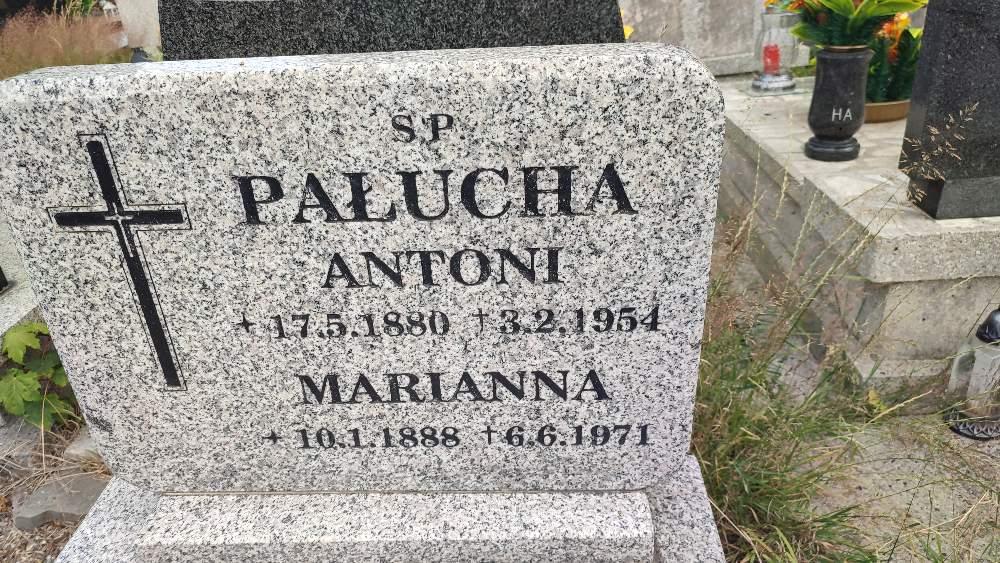 Ś.P.
PAŁUCHA
ANTONI
* 17.5.1880 † 3.2.1954
MARIANNA
* 10.1.1888 † 6.6.1971
HA